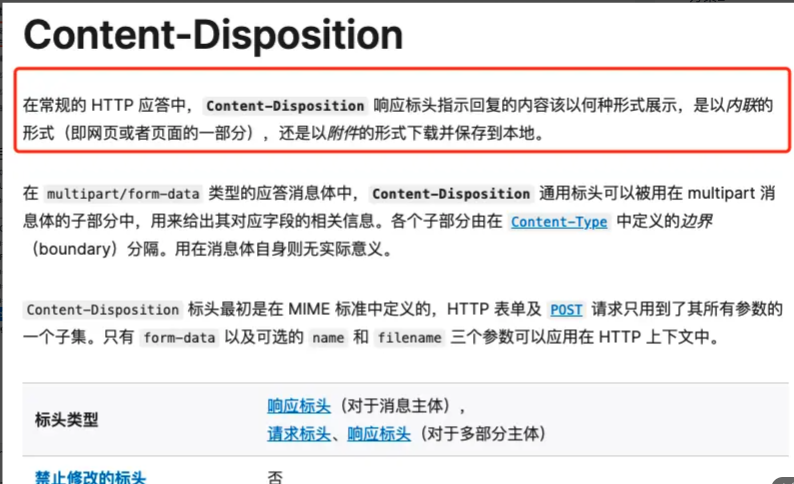 Content-Disposition
在常规的 HTTP 应答中，Content-Disposition 响应标头指示回复的内容该以何种形式展示，是以内联的
形式（即网页或者页面的一部分），还是以附件的形式下载并保存到本地。
在 multipart/form-data 类型的应答消息体中，Content-Disposition 通用标头可以被用在 multipart 消
息体的子部分中，用来给出其对应字段的相关信息。各个子部分由在 Content-Type 中定义的边界
（boundary）分隔。用在消息体自身则无实际意义。
Content-Disposition 标头最初是在 MIME 标准中定义的，HTTP 表单及 POST 请求只用到了其所有参数的
一个子集。只有 form-data 以及可选的 name 和 filename 三个参数可以应用在 HTTP 上下文中。
标头类型
响应标头（对于消息主体），
请求标头、响应标头（对于多部分主体）
禁止修改的标头 否